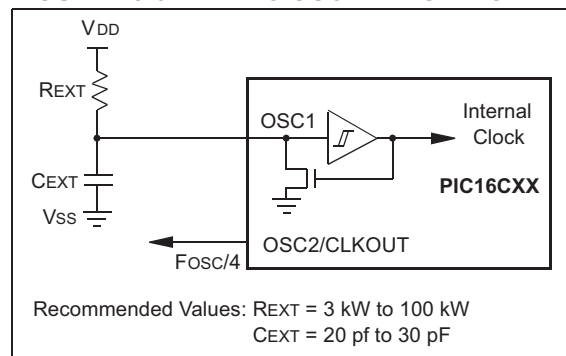 VDD
REXT
OSC1
Internal
Clock
CEXT
PIC16CXX
VSS
OSC2/CLKOUT
FOSC/4
Recommended Values: REXT = 3 kW to 100 kW
CEXT = 20 pf to 30 pF